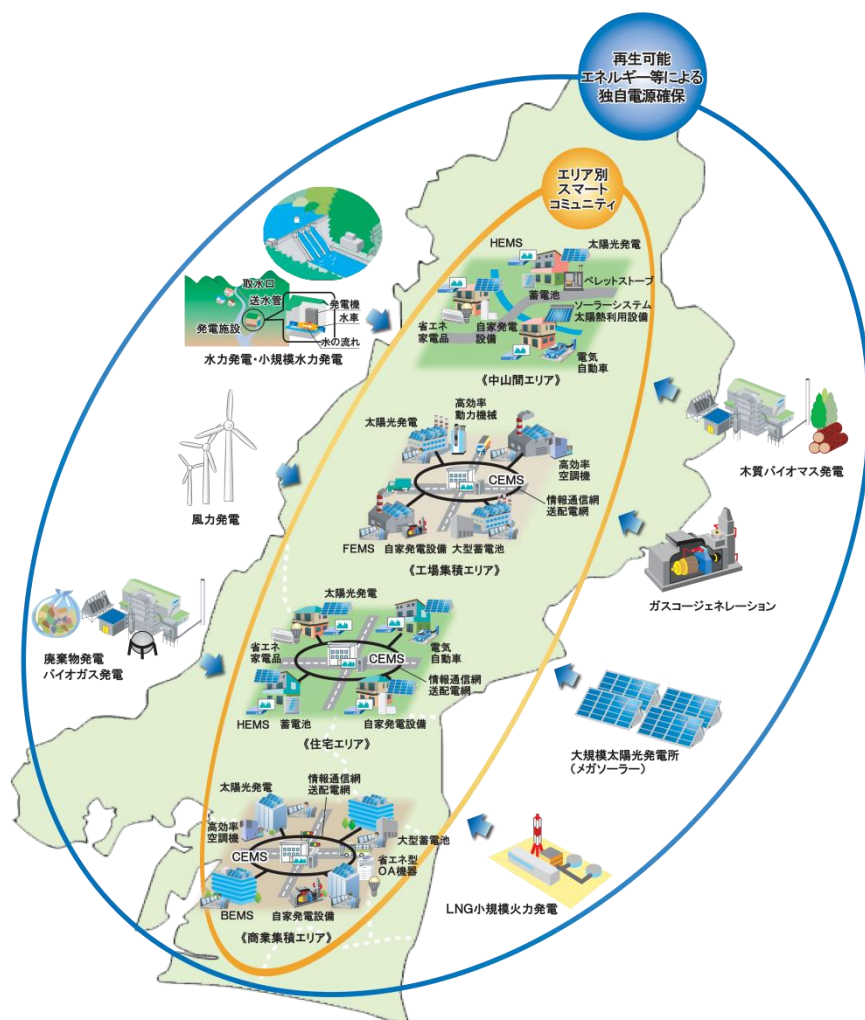 再生可能
エネルギー等による
独自電源確保
エリア別
スマート
コミュニティ
HEMS
太陽光発電
ペレットストーブ
蓄電池
ソーラーシステム
太陽熱利用設備
省エネ
家電品
自家発電
設備
電気
自動車
《中山間エリア》
取水口
送水管
発電施設
発電機
水車
水の流れ
水力発電・小規模水力発電
風力発電
高効率
動力機械
太陽光発電
高効率
空調機
CEMS
情報通信網
送配電網
FEMS
自家発電設備
大型蓄電池
《工場集積エリア》
木質バイオマス発電
ガスコージェネレーション
廃棄物発電
バイオガス発電
太陽光発電
省エネ
家電品
電気
自動車
CEMS
情報通信網
送配電網
HEMS
蓄電池
自家発電設備
《住宅エリア》
大規模太陽光発電所
(メガソーラー)
情報通信網
送配電網
太陽光発電
高効率
空調機
大型蓄電池
CEMS
省エネ型
OA機器
BEMS
自家発電設備
《商業集積エリア》
LNG小規模火力発電